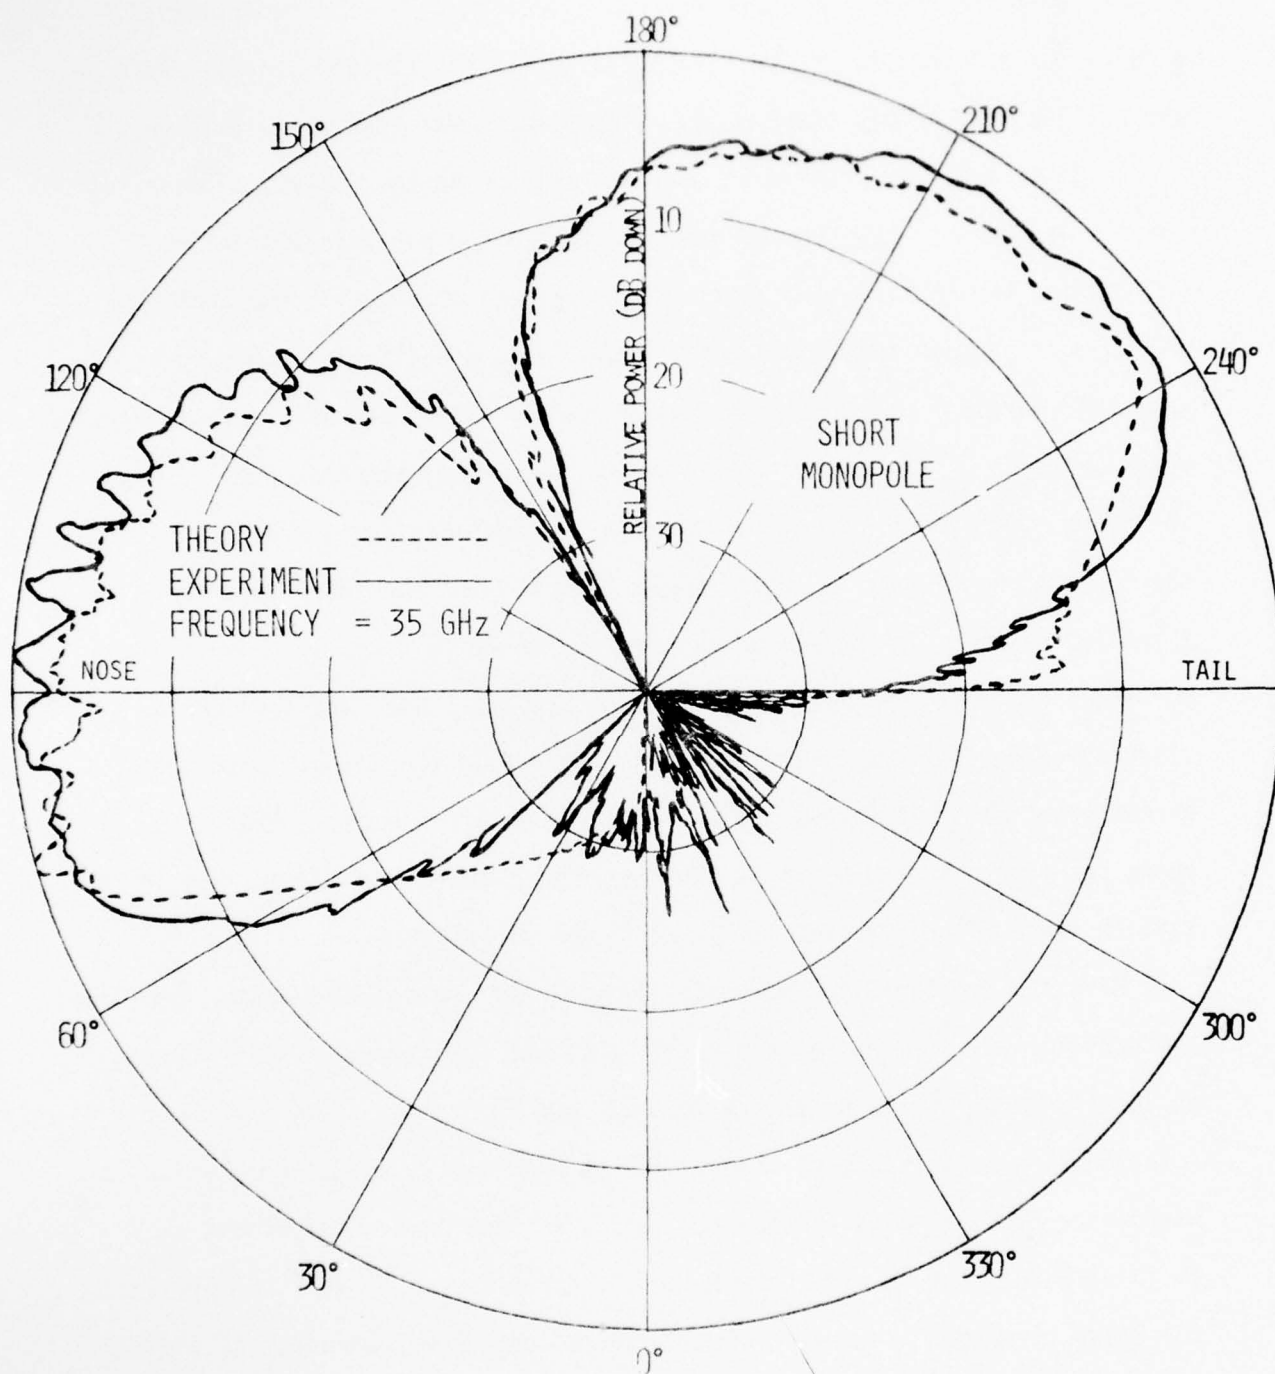 180°
150°
210°
10
RELATIVE POWER (DB DOWN)
20
120°
240°
SHORT
MONOPOLE
30
THEORY
EXPERIMENT
FREQUENCY = 35 GHz
NOSE
TAIL
60°
300°
30°
330°
0°